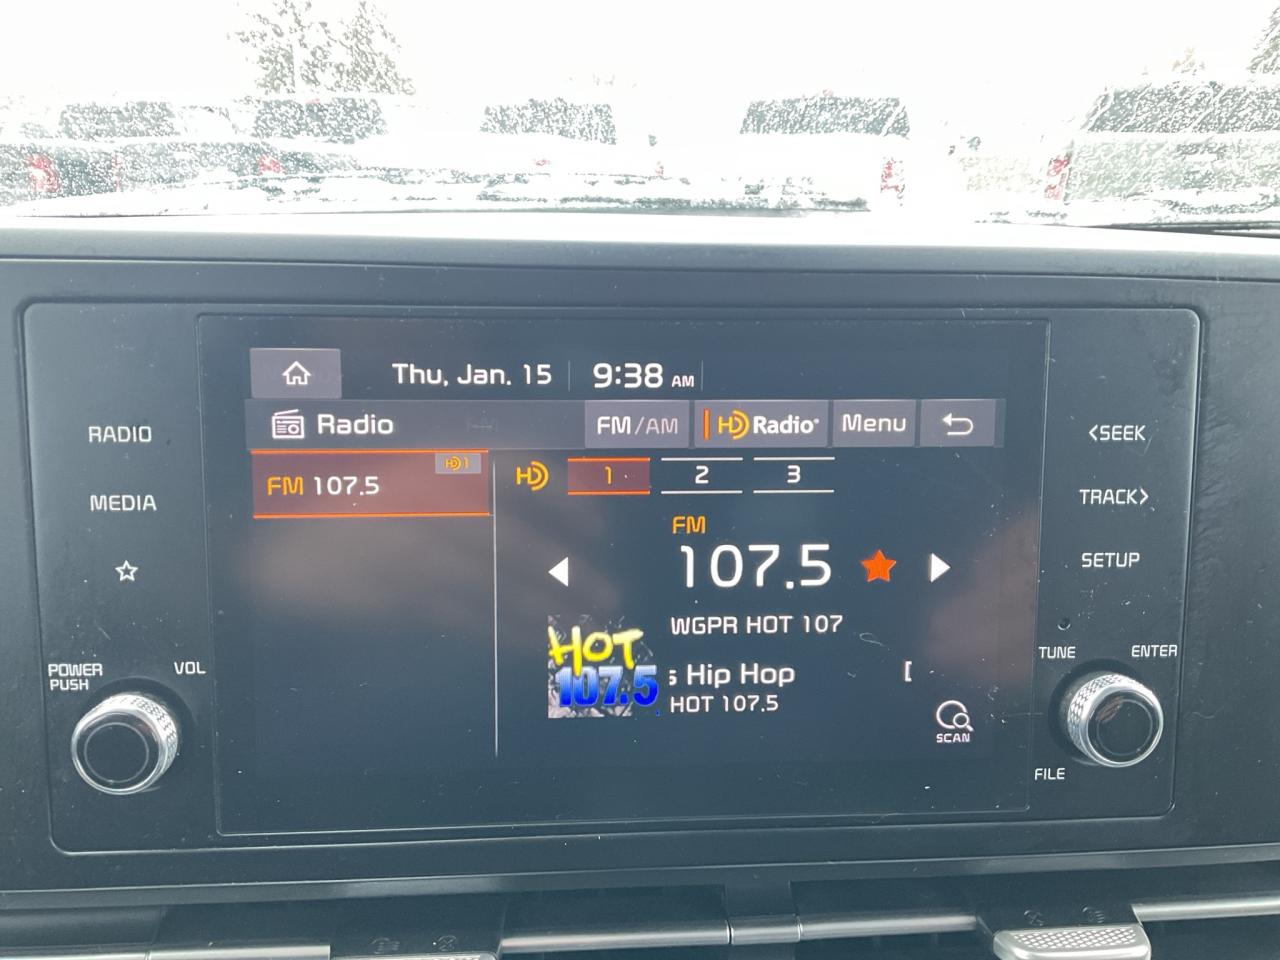 Thu, Jan. 15 9:38 AM
Radio FM/AM HD Radio® Menu
FM 107.5 HD1
HD 1 2 3
FM
107.5
WGPR HOT 107
s Hip Hop [
HOT 107.5
HOT
107.5
SCAN
RADIO
MEDIA
POWER
PUSH
VOL
<SEEK
TRACK>
SETUP
TUNE ENTER
FILE